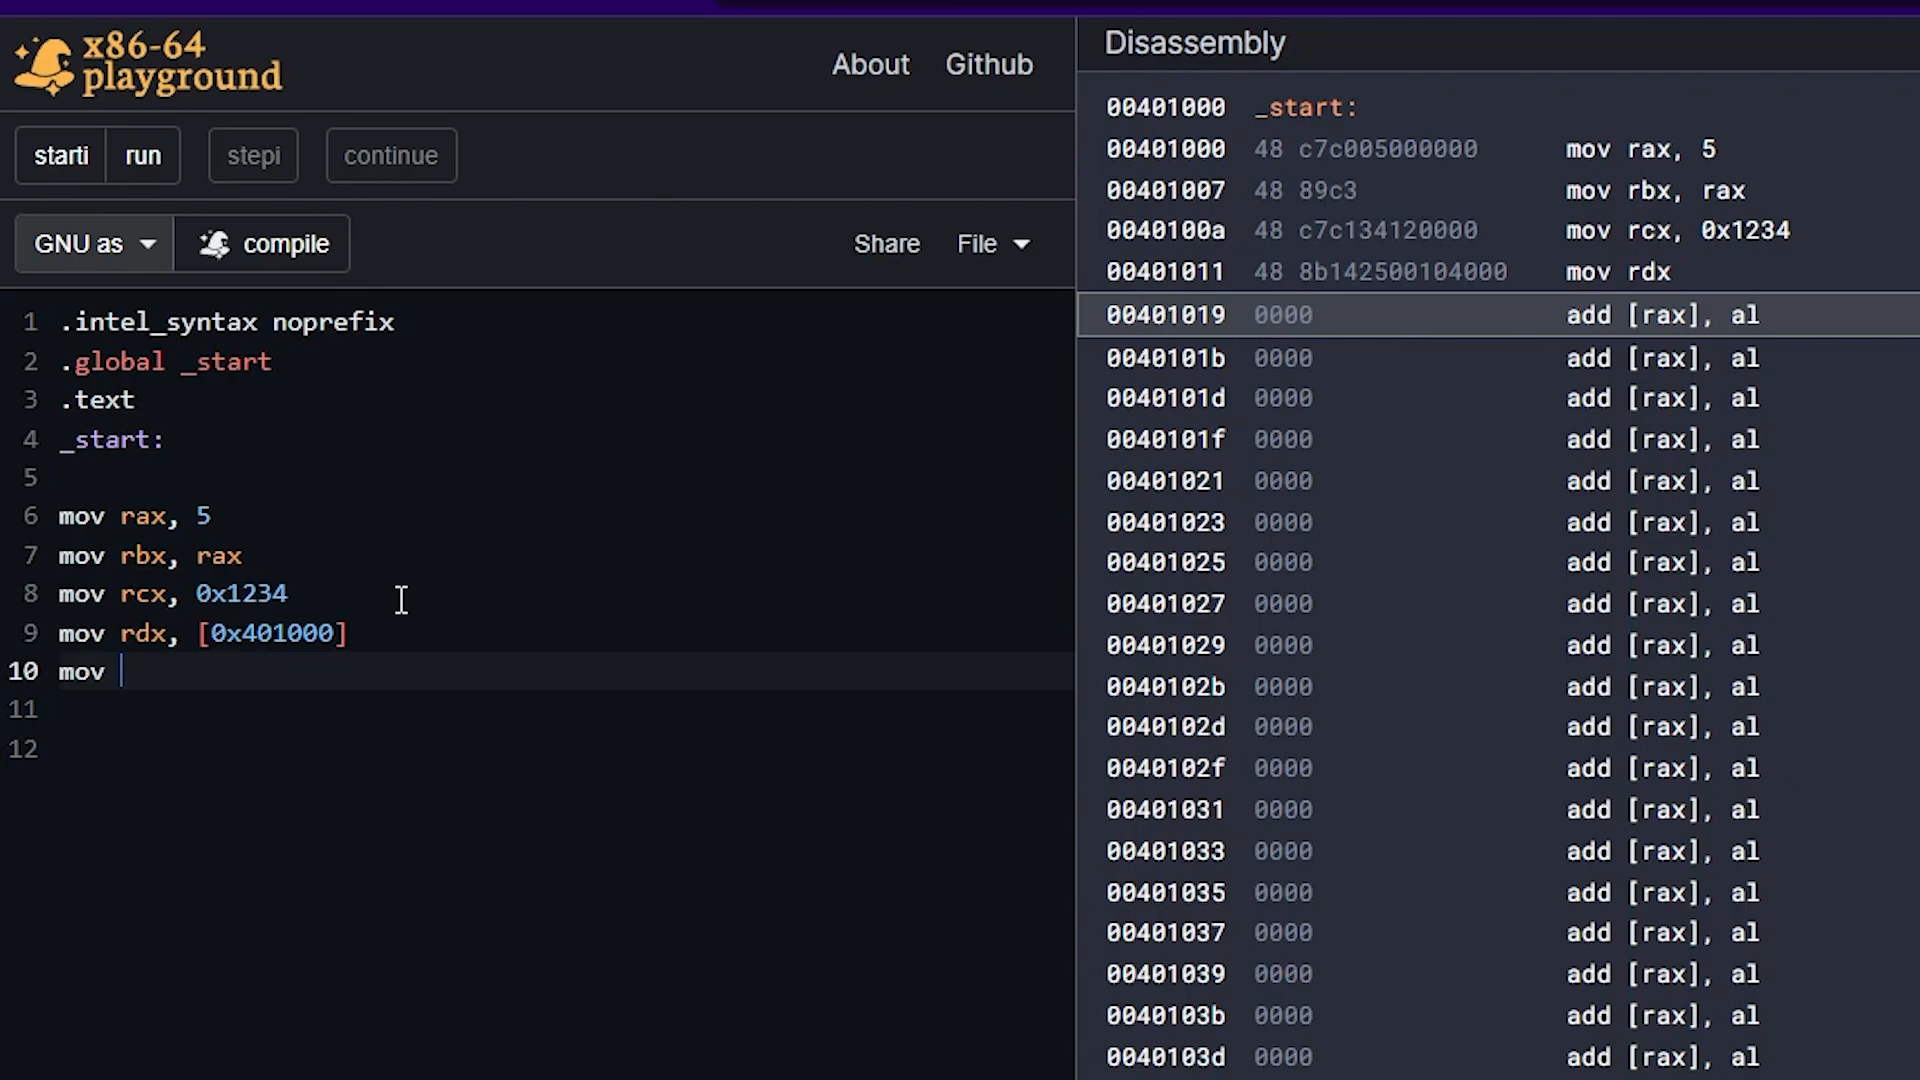 x86-64
playground
About Github
starti run stepi continue
GNU as compile Share File
1 .intel_syntax noprefix
2 .global _start
3 .text
4 _start:
5
6 mov rax, 5
7 mov rbx, rax
8 mov rcx, 0x1234
9 mov rdx, [0x401000]
10 mov
11
12
Disassembly
00401000 _start:
00401000 48 c7c005000000 mov rax, 5
00401007 48 89c3 mov rbx, rax
0040100a 48 c7c134120000 mov rcx, 0x1234
00401011 48 8b142500104000 mov rdx
00401019 0000 add [rax], al
0040101b 0000 add [rax], al
0040101d 0000 add [rax], al
0040101f 0000 add [rax], al
00401021 0000 add [rax], al
00401023 0000 add [rax], al
00401025 0000 add [rax], al
00401027 0000 add [rax], al
00401029 0000 add [rax], al
0040102b 0000 add [rax], al
0040102d 0000 add [rax], al
0040102f 0000 add [rax], al
00401031 0000 add [rax], al
00401033 0000 add [rax], al
00401035 0000 add [rax], al
00401037 0000 add [rax], al
00401039 0000 add [rax], al
0040103b 0000 add [rax], al
0040103d 0000 add [rax], al